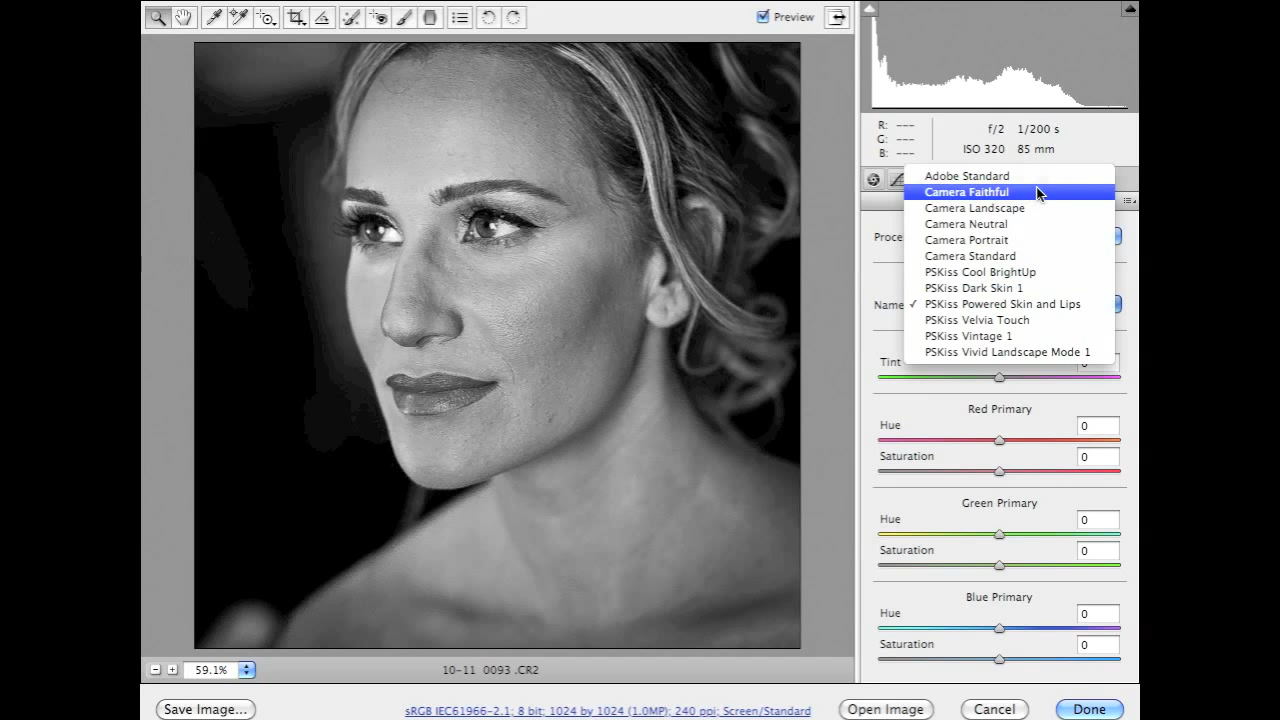 Preview
R: ---
G: ---
B: ---
f/2 1/200 s
ISO 320 85 mm
Adobe Standard
Camera Faithful
Camera Landscape
Camera Neutral
Camera Portrait
Camera Standard
PSKiss Cool BrightUp
PSKiss Dark Skin 1
✓ PSKiss Powered Skin and Lips
PSKiss Velvia Touch
PSKiss Vintage 1
PSKiss Vivid Landscape Mode 1
Proce
Name
Tint 0
Red Primary
Hue 0
Saturation 0
Green Primary
Hue 0
Saturation 0
Blue Primary
Hue 0
Saturation 0
59.1%
10-11 0093 .CR2
Save Image...
sRGB IEC61966-2.1; 8 bit; 1024 by 1024 (1.0MP); 240 ppi; Screen/Standard
Open Image
Cancel
Done